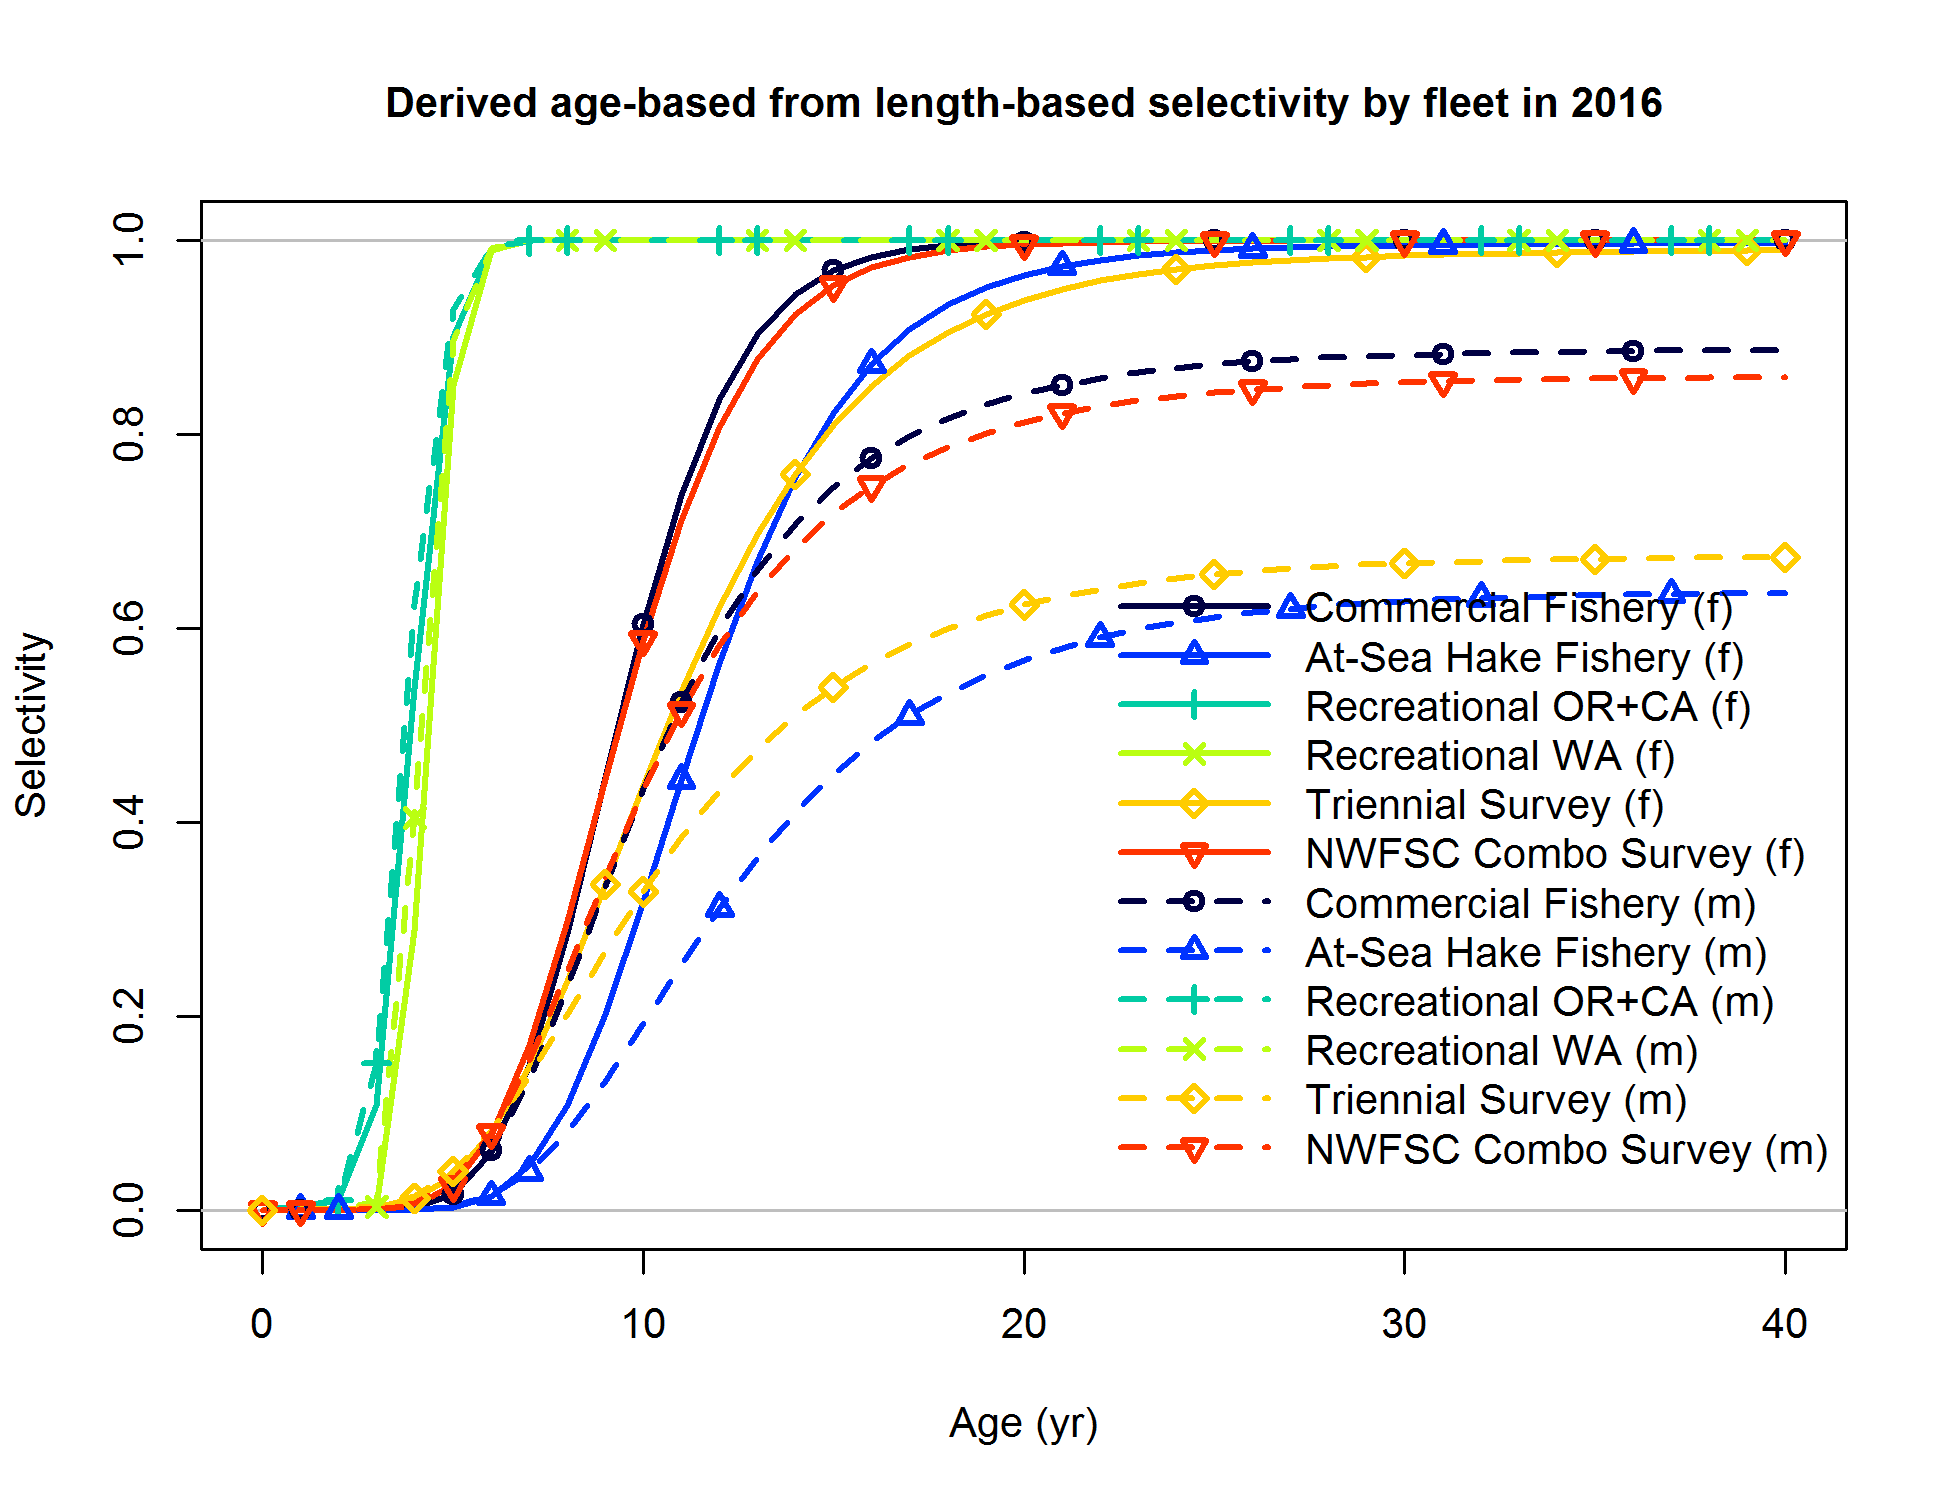 Derived age-based from length-based selectivity by fleet in 2016
Selectivity
1.0
0.8
0.6
0.4
0.2
0.0
Commercial Fishery (f)
At-Sea Hake Fishery (f)
Recreational OR+CA (f)
Recreational WA (f)
Triennial Survey (f)
NWFSC Combo Survey (f)
Commercial Fishery (m)
At-Sea Hake Fishery (m)
Recreational OR+CA (m)
Recreational WA (m)
Triennial Survey (m)
NWFSC Combo Survey (m)
0 10 20 30 40
Age (yr)